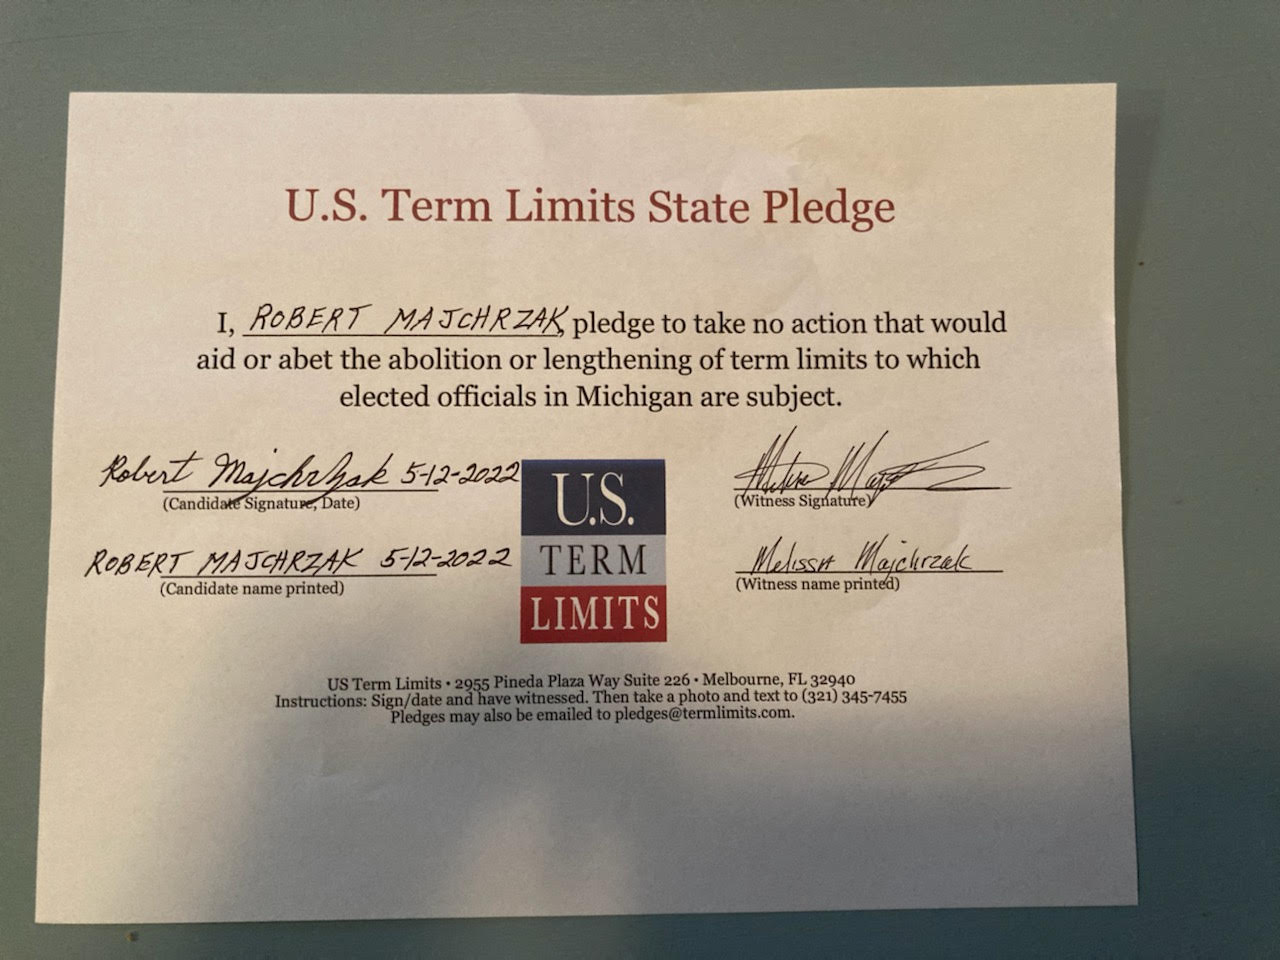 U.S. Term Limits State Pledge
I, ROBERT MAJCHRZAK, pledge to take no action that would
aid or abet the abolition or lengthening of term limits to which
elected officials in Michigan are subject.
Robert Majchrzak 5-12-2022
(Candidate Signature, Date)
ROBERT MAJCHRZAK 5-12-2022
(Candidate name printed)
U.S.
TERM
LIMITS
(Witness Signature)
Melissa Majchrzak
(Witness name printed)
US Term Limits • 2955 Pineda Plaza Way Suite 226 • Melbourne, FL 32940
Instructions: Sign/date and have witnessed. Then take a photo and text to (321) 345-7455
Pledges may also be emailed to pledges@termlimits.com.